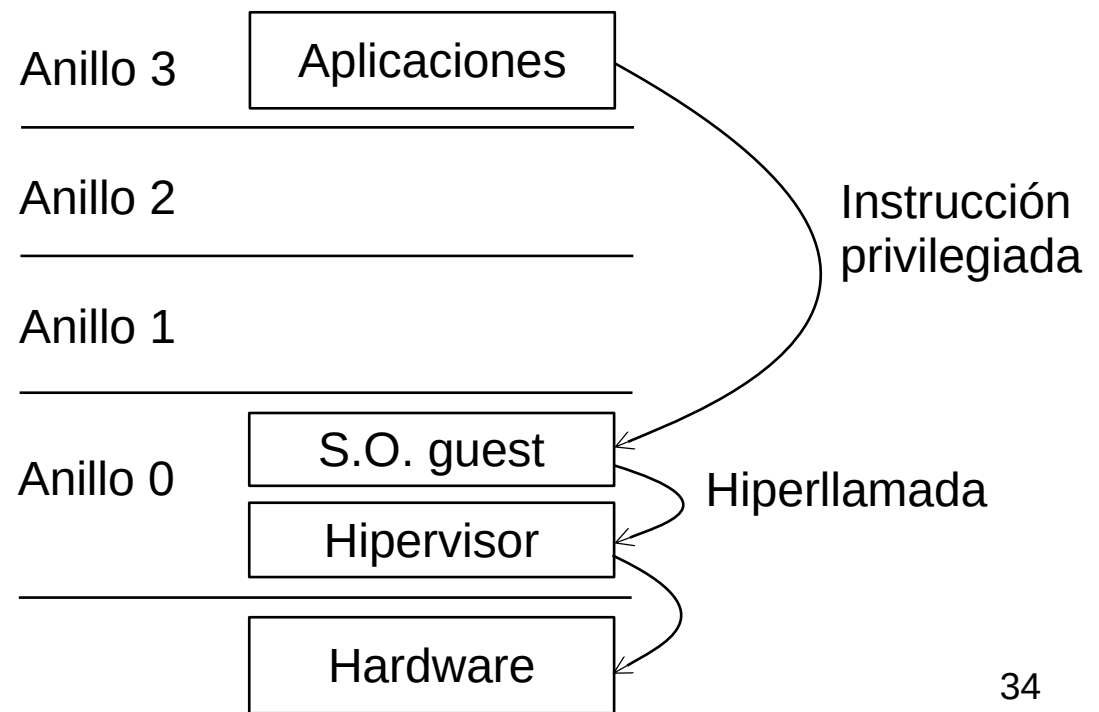 Anillo 3
Aplicaciones
Anillo 2
Instrucción
privilegiada
Anillo 1
Anillo 0
S.O. guest
Hiperllamada
Hipervisor
Hardware
34